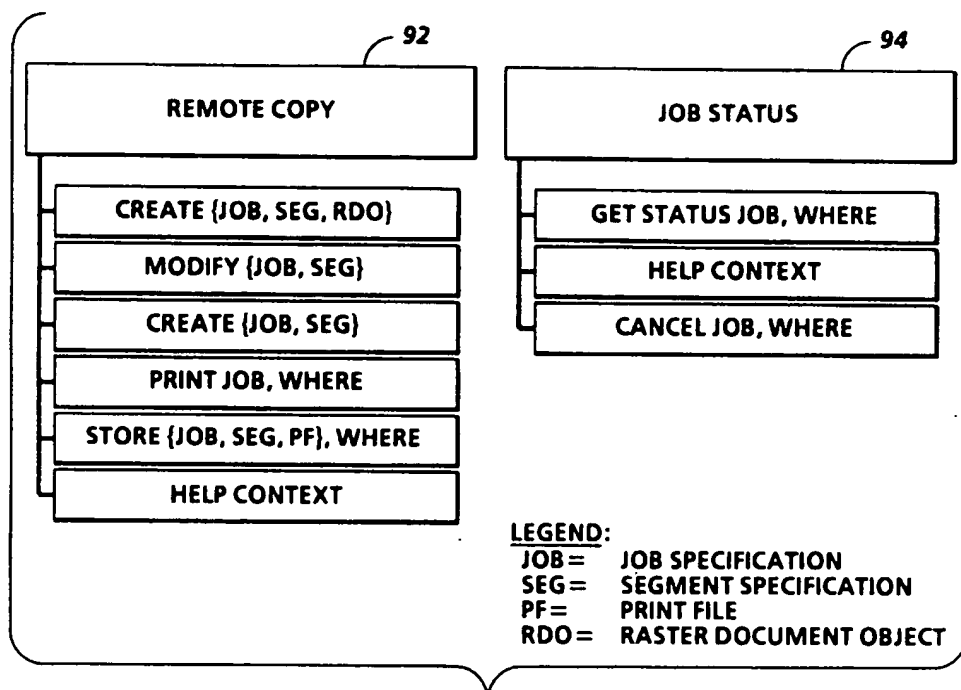 92
REMOTE COPY
CREATE {JOB, SEG, RDO}
MODIFY {JOB, SEG}
CREATE {JOB, SEG}
PRINT JOB, WHERE
STORE {JOB, SEG, PF}, WHERE
HELP CONTEXT
94
JOB STATUS
GET STATUS JOB, WHERE
HELP CONTEXT
CANCEL JOB, WHERE
LEGEND:
JOB= JOB SPECIFICATION
SEG= SEGMENT SPECIFICATION
PF= PRINT FILE
RDO= RASTER DOCUMENT OBJECT